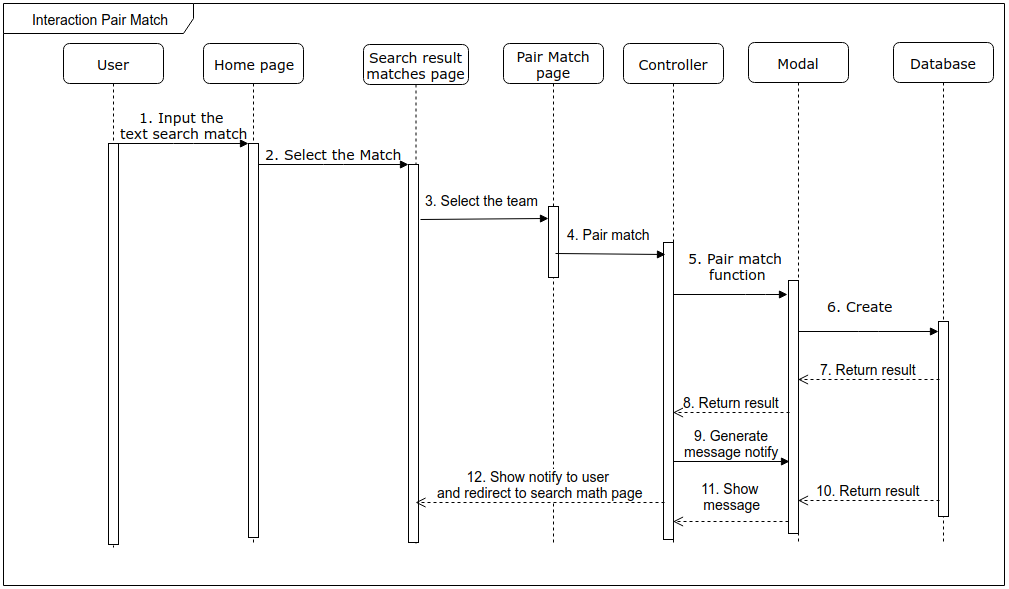 Interaction Pair Match
User
Home page
Search result
matches page
Pair Match
page
Controller
Modal
Database
1. Input the
text search match
2. Select the Match
3. Select the team
4. Pair match
5. Pair match
function
6. Create
7. Return result
8. Return result
9. Generate
message notify
10. Return result
11. Show
message
12. Show notify to user
and redirect to search math page